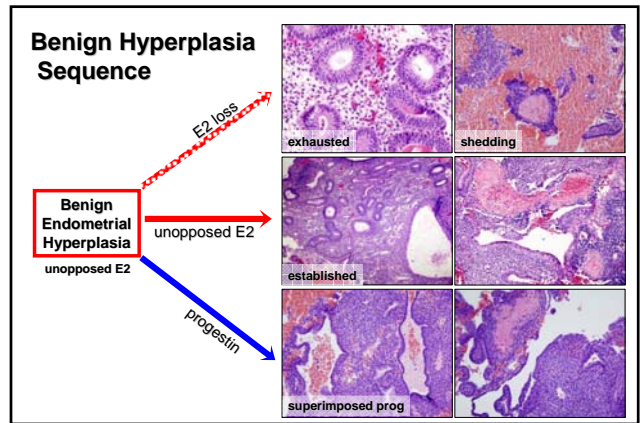 Benign Hyperplasia
Sequence
E2 loss
exhausted
shedding
Benign
Endometrial
Hyperplasia
unopposed E2
unopposed E2
established
progestin
superimposed prog